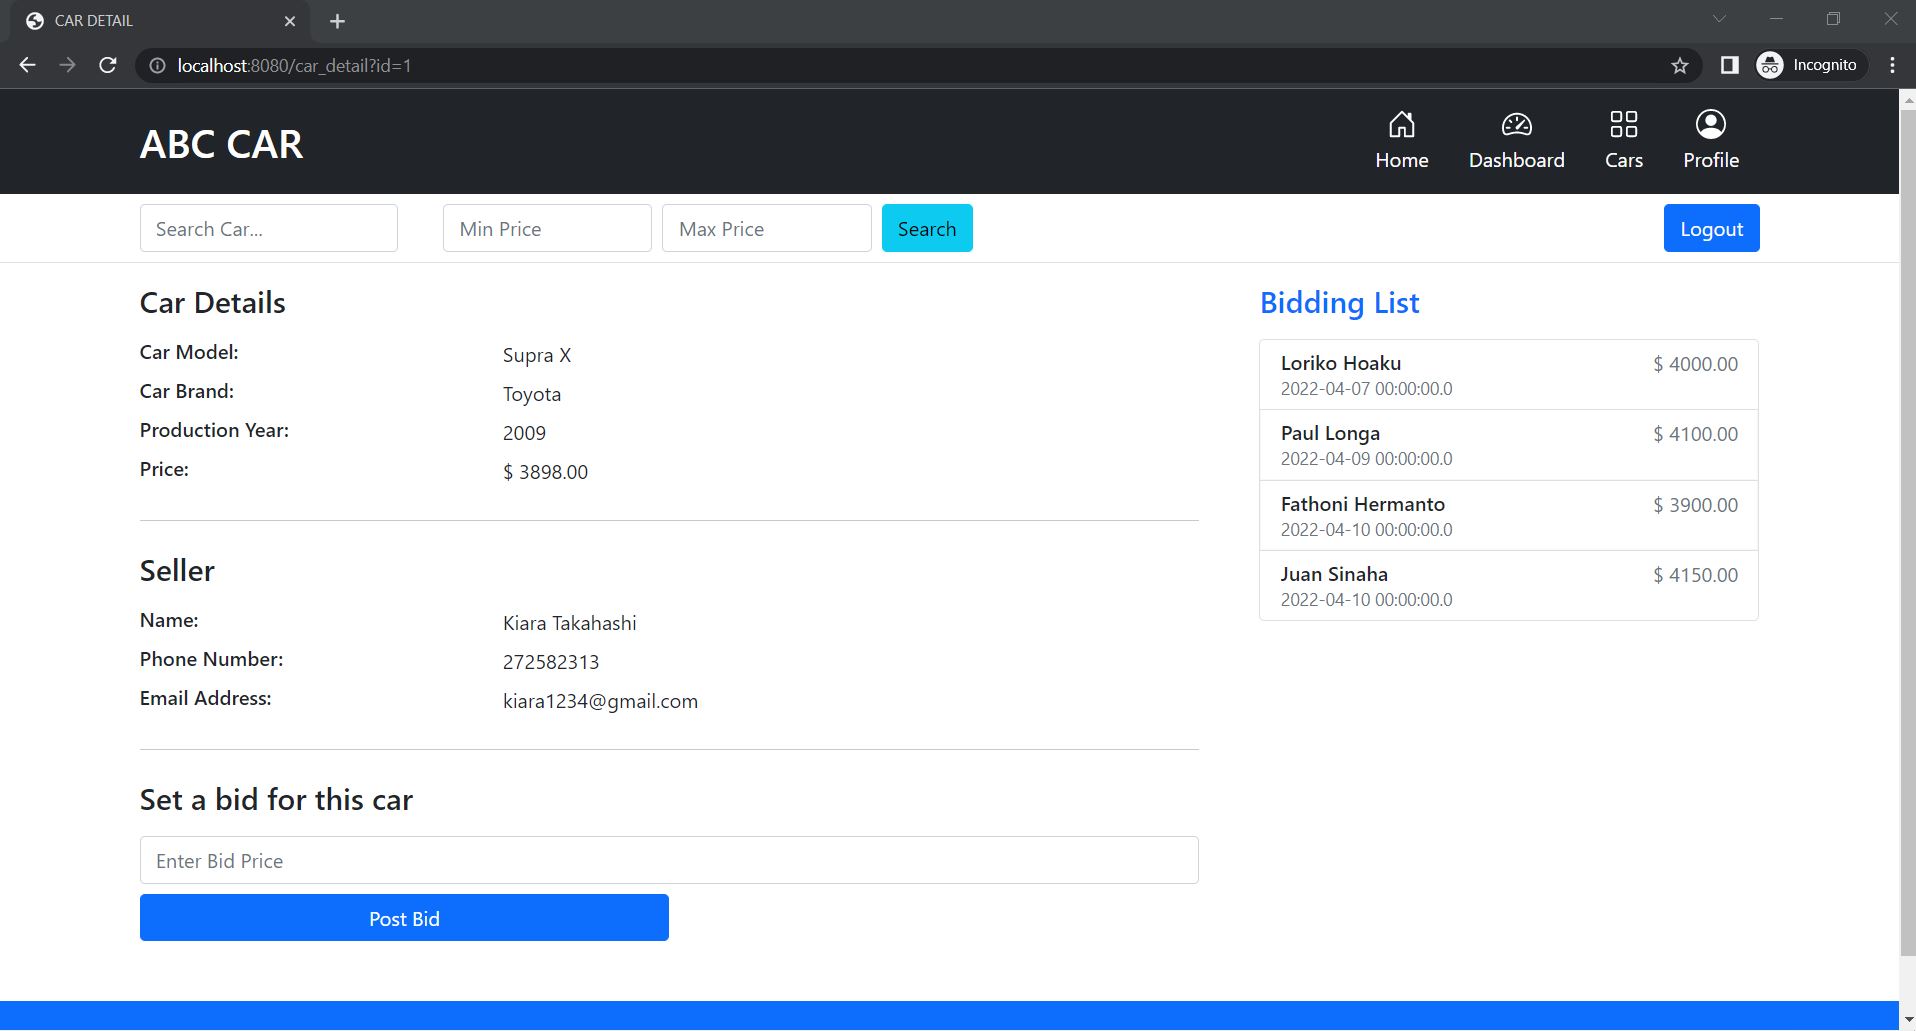 CAR DETAIL
localhost:8080/car_detail?id=1
Incognito
ABC CAR
Home Dashboard Cars Profile
Search Car... Min Price Max Price Search Logout
Car Details
Car Model: Supra X
Car Brand: Toyota
Production Year: 2009
Price: $ 3898.00
Seller
Name: Kiara Takahashi
Phone Number: 272582313
Email Address: kiara1234@gmail.com
Set a bid for this car
Enter Bid Price
Post Bid
Bidding List
Loriko Hoaku $ 4000.00
2022-04-07 00:00:00.0
Paul Longa $ 4100.00
2022-04-09 00:00:00.0
Fathoni Hermanto $ 3900.00
2022-04-10 00:00:00.0
Juan Sinaha $ 4150.00
2022-04-10 00:00:00.0